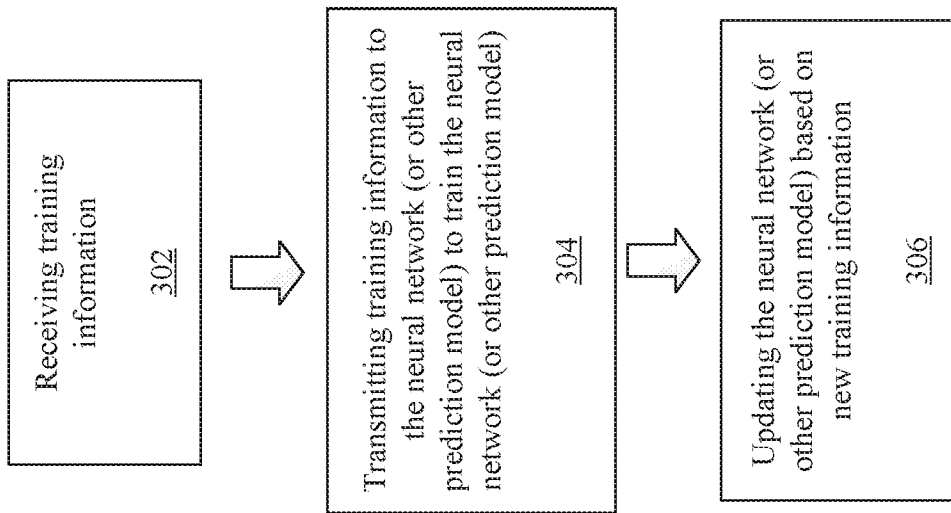 Receiving training
information
302
Transmitting training information to
the neural network (or other
prediction model) to train the neural
network (or other prediction model)
304
Updating the neural network (or
other prediction model) based on
new training information
306